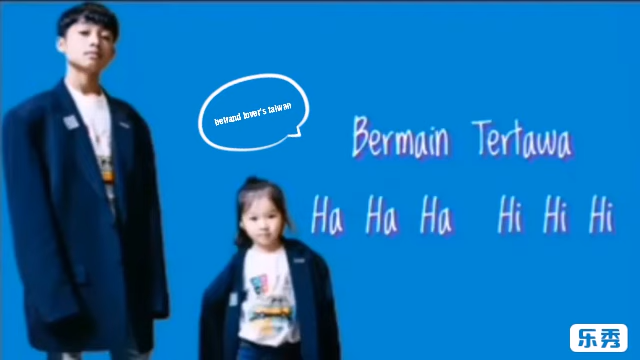 betrand lover's taiwan
Bermain Tertawa
Ha Ha Ha Hi Hi Hi
乐秀